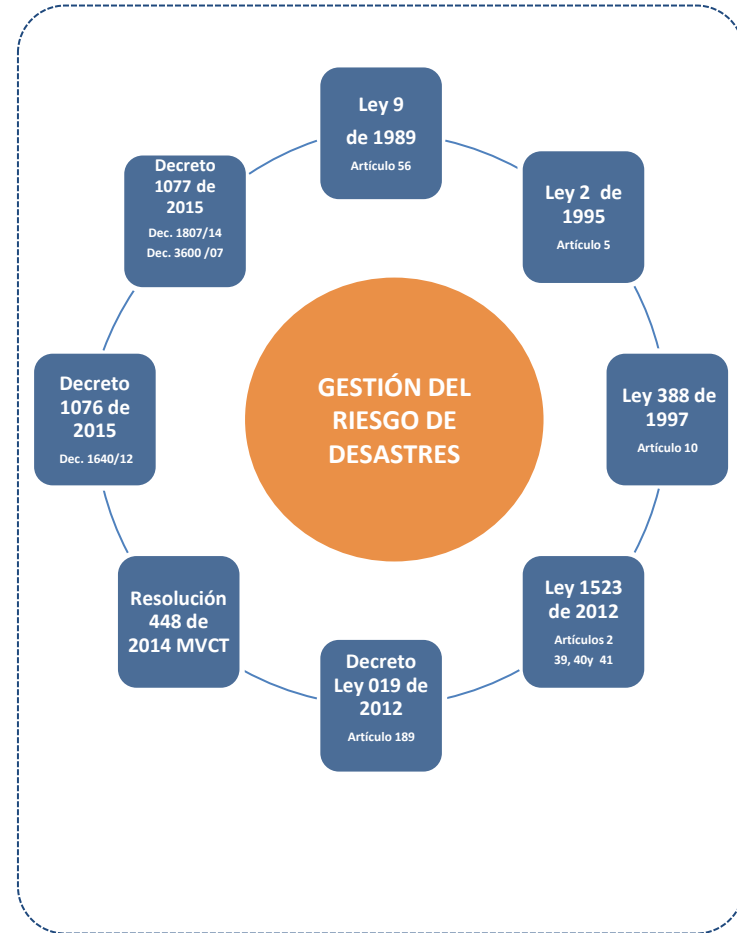 Ley 9
de 1989
Artículo 56
Ley 2 de
1995
Artículo 5
Ley 388 de
1997
Artículo 10
Ley 1523
de 2012
Artículos 2
39, 40y 41
Decreto
Ley 019 de
2012
Artículo 189
Resolución
448 de
2014 MVCT
Decreto
1076 de
2015
Dec. 1640/12
Decreto
1077 de
2015
Dec. 1807/14
Dec. 3600 /07
GESTIÓN DEL
RIESGO DE
DESASTRES